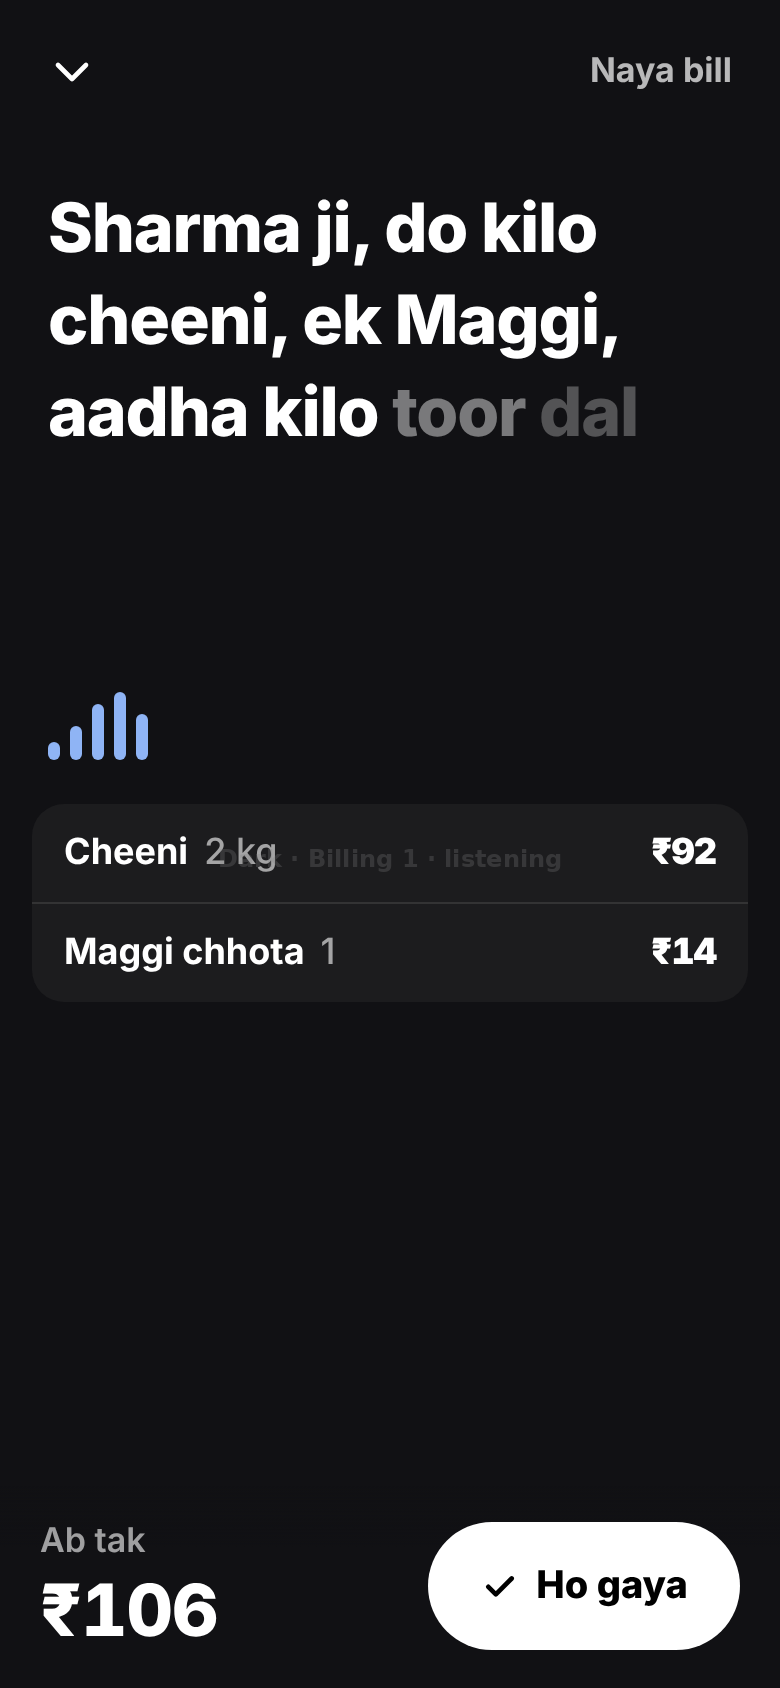 Naya bill
Sharma ji, do kilo
cheeni, ek Maggi,
aadha kilo toor dal
Cheeni 2 kg ₹92
Dark · Billing 1 · listening
Maggi chhota 1 ₹14
Ab tak
₹106
Ho gaya